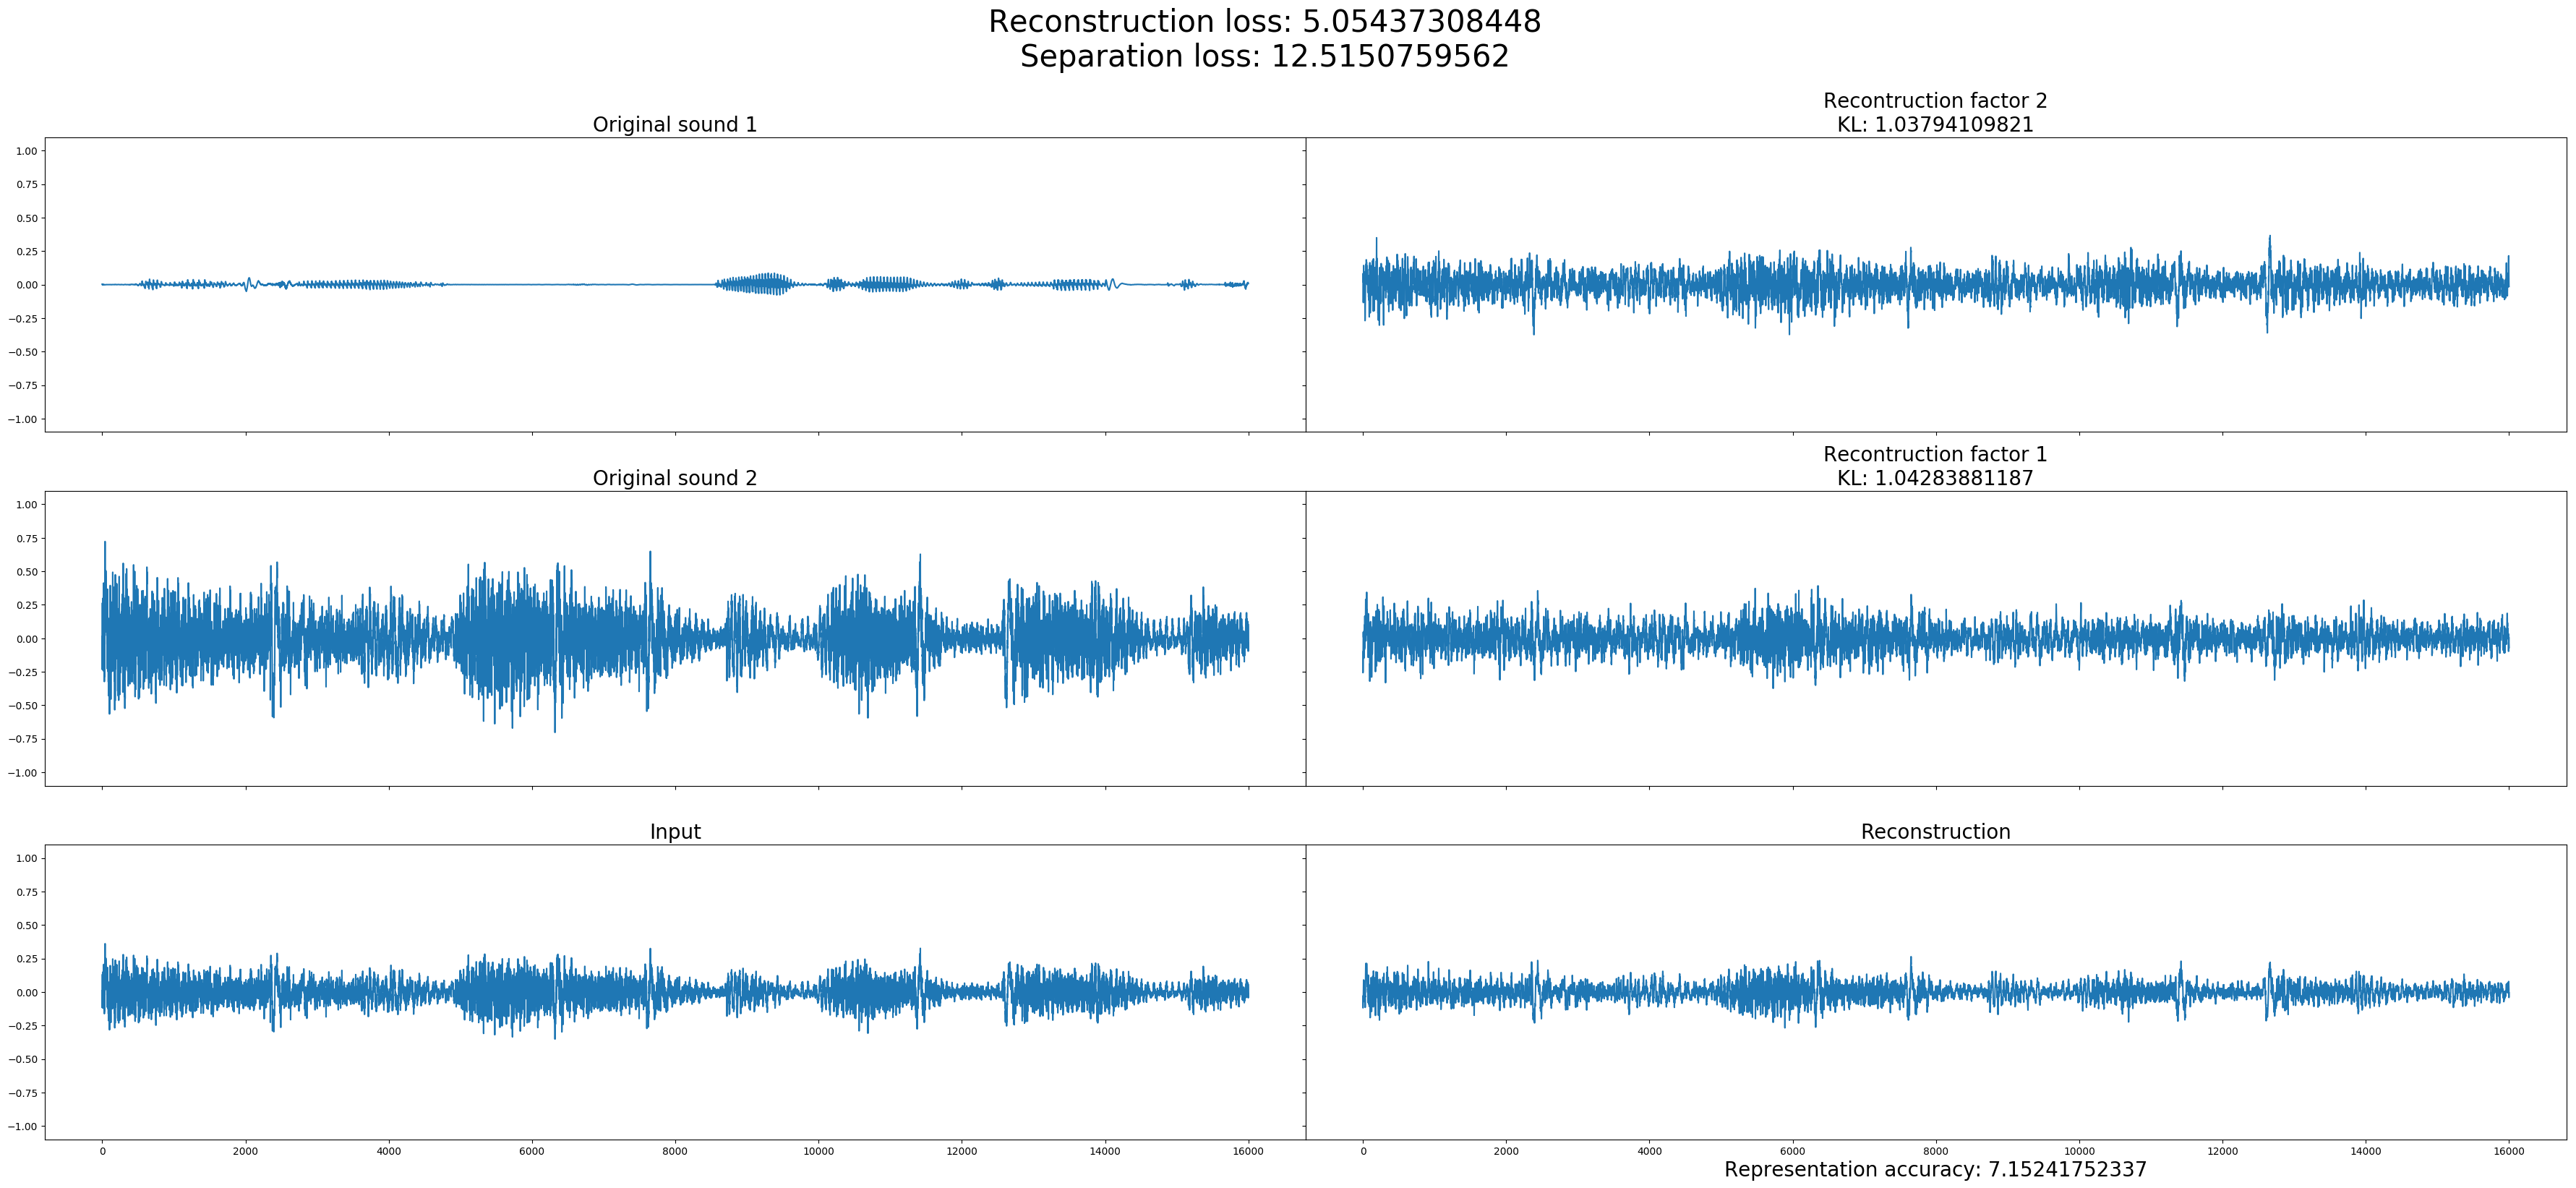 Reconstruction loss: 5.05437308448
Separation loss: 12.5150759562
Original sound 1
Recontruction factor 2
KL: 1.03794109821
1.00
0.75
0.50
0.25
0.00
−0.25
−0.50
−0.75
−1.00
Original sound 2
Recontruction factor 1
KL: 1.04283881187
1.00
0.75
0.50
0.25
0.00
−0.25
−0.50
−0.75
−1.00
Input
Reconstruction
1.00
0.75
0.50
0.25
0.00
−0.25
−0.50
−0.75
−1.00
0 2000 4000 6000 8000 10000 12000 14000 16000
0 2000 4000 6000 8000 10000 12000 14000 16000
Representation accuracy: 7.15241752337